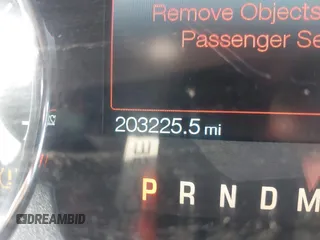 Remove Objects
Passenger Se
203225.5 mi
E
P R N D M
DREAMBID